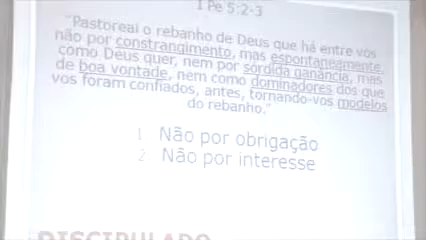 I Pe 5:2-3
"Pastoreai o rebanho de Deus que há entre vós
não por constrangimento, mas espontaneamente,
como Deus quer, nem por sórdida ganância, mas
de boa vontade, nem como dominadores dos que
vos foram confiados, antes, tornando-vos modelos
do rebanho."
1 Não por obrigação
2 Não por interesse
DISCIPULADO